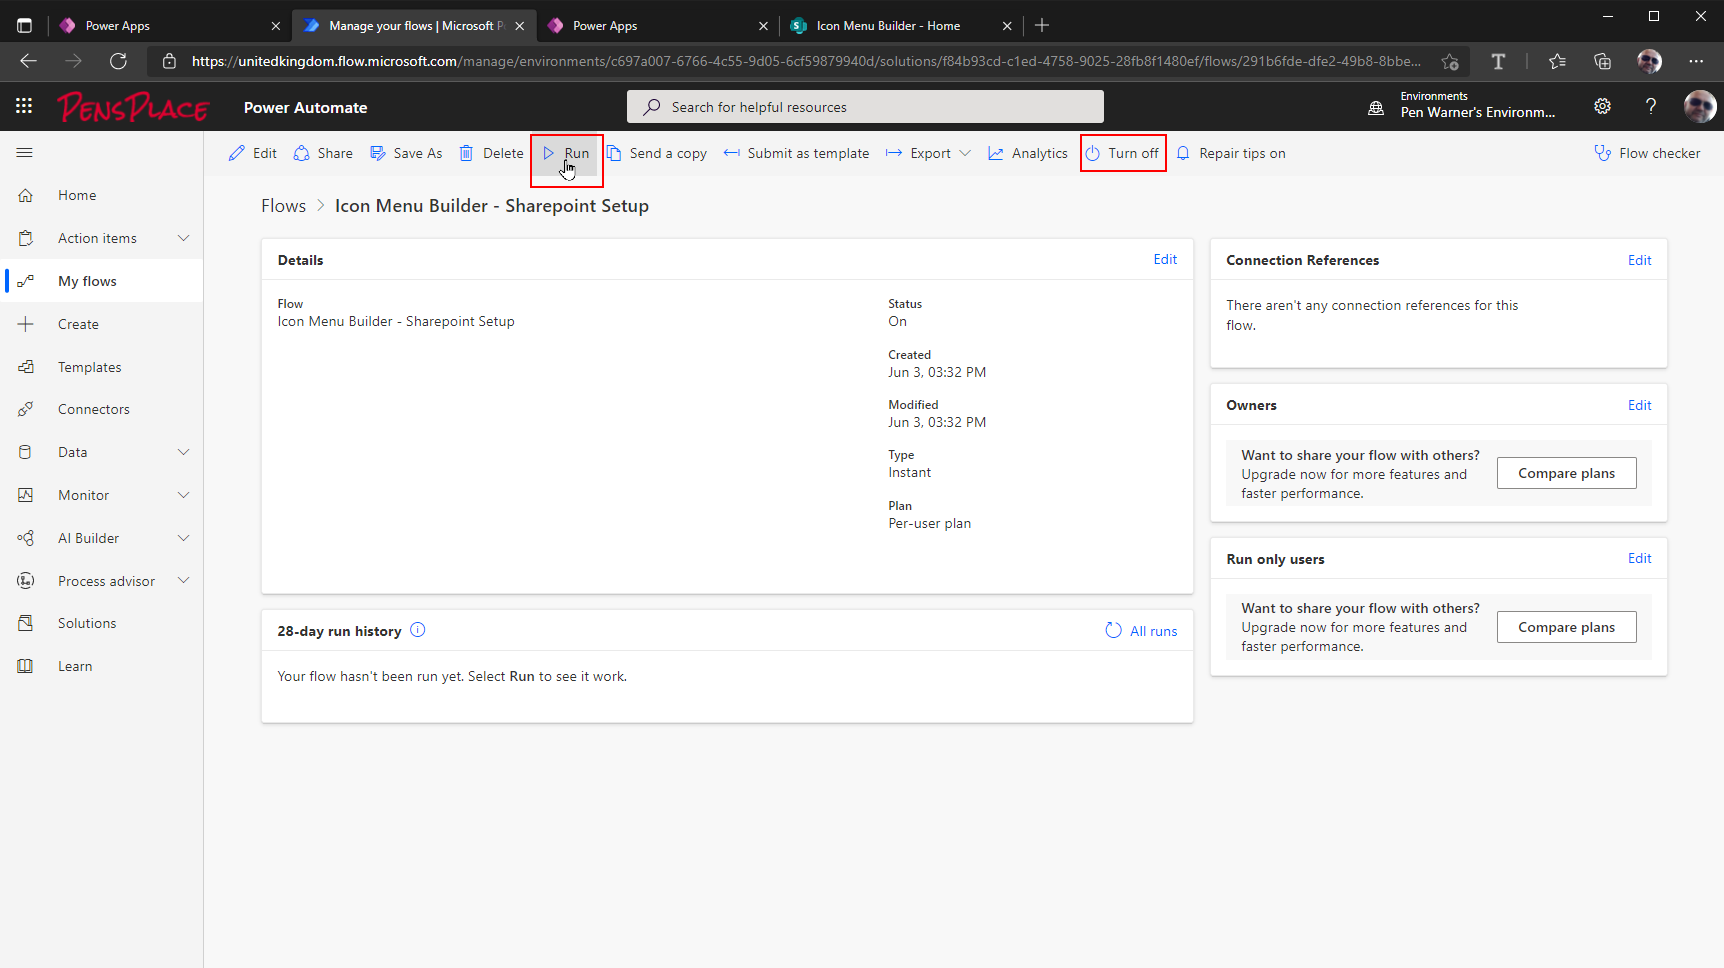 Power Apps
Manage your flows | Microsoft P
Power Apps
Icon Menu Builder - Home
https://unitedkingdom.flow.microsoft.com/manage/environments/c697a007-6766-4c55-9d05-6cf59879940d/solutions/f84b93cd-c1ed-4758-9025-28fb8f1480ef/flows/291b6fde-dfe2-49b8-8bbe...
PENSPLACE
Power Automate
Search for helpful resources
Environments
Pen Warner's Environm...
Edit
Share
Save As
Delete
Run
Send a copy
Submit as template
Export
Analytics
Turn off
Repair tips on
Flow checker
Home
Action items
My flows
Create
Templates
Connectors
Data
Monitor
AI Builder
Process advisor
Solutions
Learn
Flows > Icon Menu Builder - Sharepoint Setup
Details
Edit
Flow
Icon Menu Builder - Sharepoint Setup
Status
On
Created
Jun 3, 03:32 PM
Modified
Jun 3, 03:32 PM
Type
Instant
Plan
Per-user plan
28-day run history
All runs
Your flow hasn't been run yet. Select Run to see it work.
Connection References
Edit
There aren't any connection references for this
flow.
Owners
Edit
Want to share your flow with others?
Upgrade now for more features and
faster performance.
Compare plans
Run only users
Edit
Want to share your flow with others?
Upgrade now for more features and
faster performance.
Compare plans